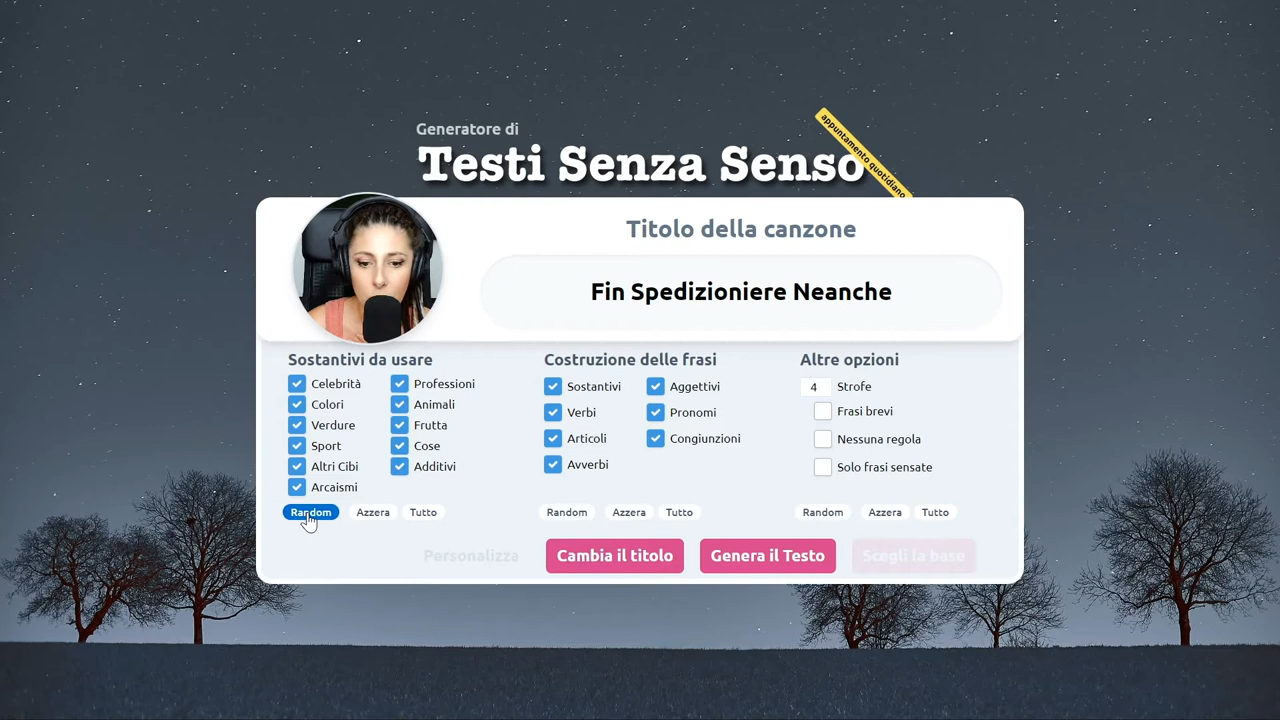 Generatore di
Testi Senza Senso
appuntamento quotidiano
Titolo della canzone
Fin Spedizioniere Neanche
Sostantivi da usare
Celebrità
Professioni
Colori
Animali
Verdure
Frutta
Sport
Cose
Altri Cibi
Additivi
Arcaismi
Random
Azzera
Tutto
Costruzione delle frasi
Sostantivi
Aggettivi
Verbi
Pronomi
Articoli
Congiunzioni
Avverbi
Random
Azzera
Tutto
Altre opzioni
4 Strofe
Frasi brevi
Nessuna regola
Solo frasi sensate
Random
Azzera
Tutto
Personalizza
Cambia il titolo
Genera il Testo
Scegli la base